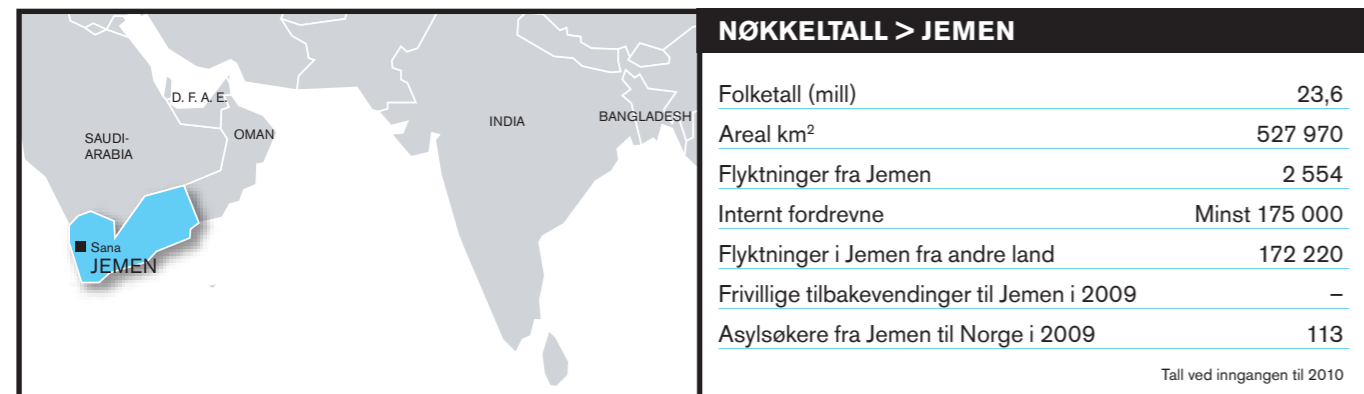 D. F. A. E.
SAUDI-
ARABIA
OMAN
INDIA
BANGLADESH
Sana
JEMEN
NØKKELTALL > JEMEN
Folketall (mill) 23,6
Areal km² 527 970
Flyktninger fra Jemen 2 554
Internt fordrevne Minst 175 000
Flyktninger i Jemen fra andre land 172 220
Frivillige tilbakevendinger til Jemen i 2009 –
Asylsøkere fra Jemen til Norge i 2009 113
Tall ved inngangen til 2010